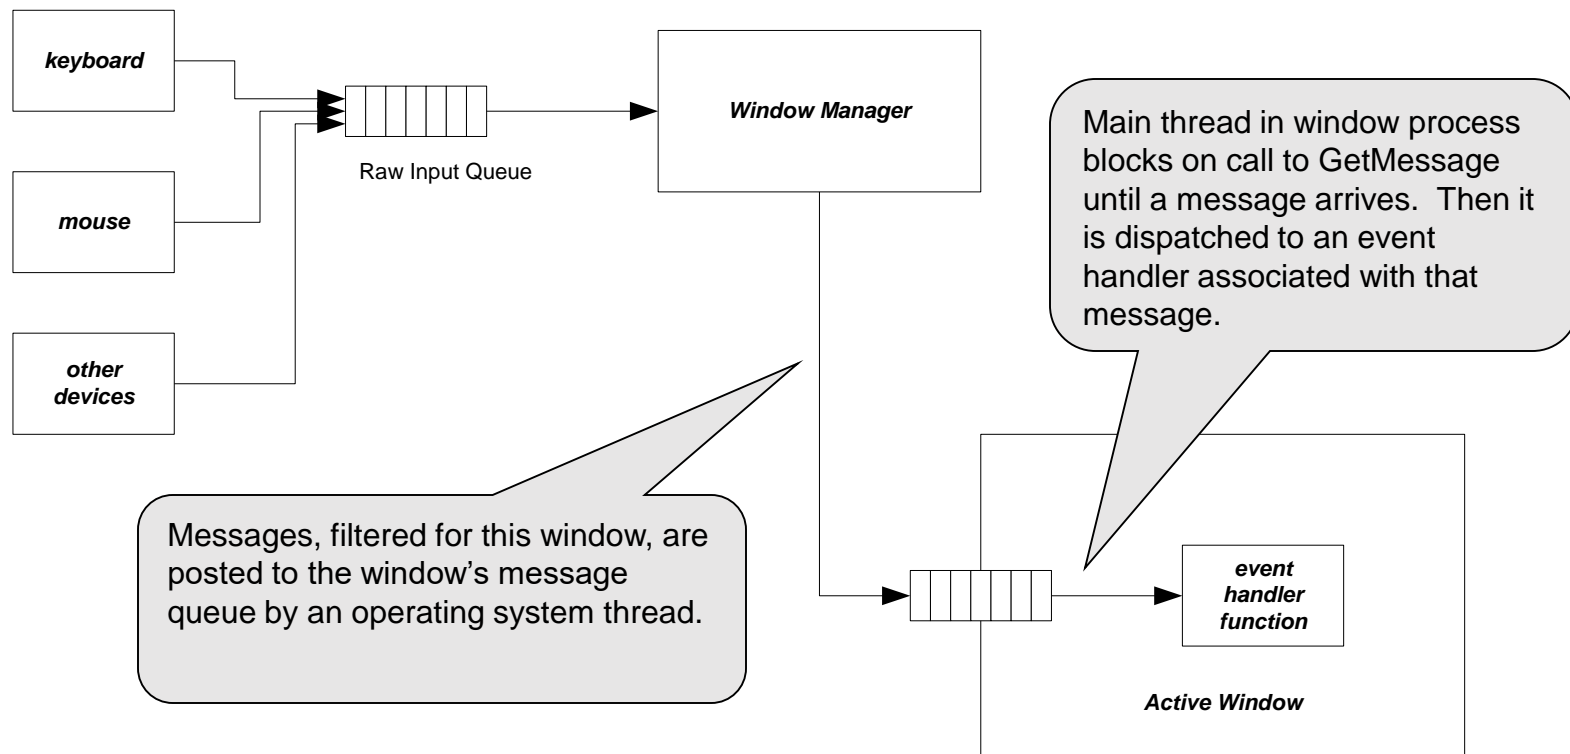 keyboard
mouse
other
devices
Raw Input Queue
Window Manager
Main thread in window process
blocks on call to GetMessage
until a message arrives.  Then it
is dispatched to an event
handler associated with that
message.
Messages, filtered for this window, are
posted to the window’s message
queue by an operating system thread.
event
handler
function
Active Window